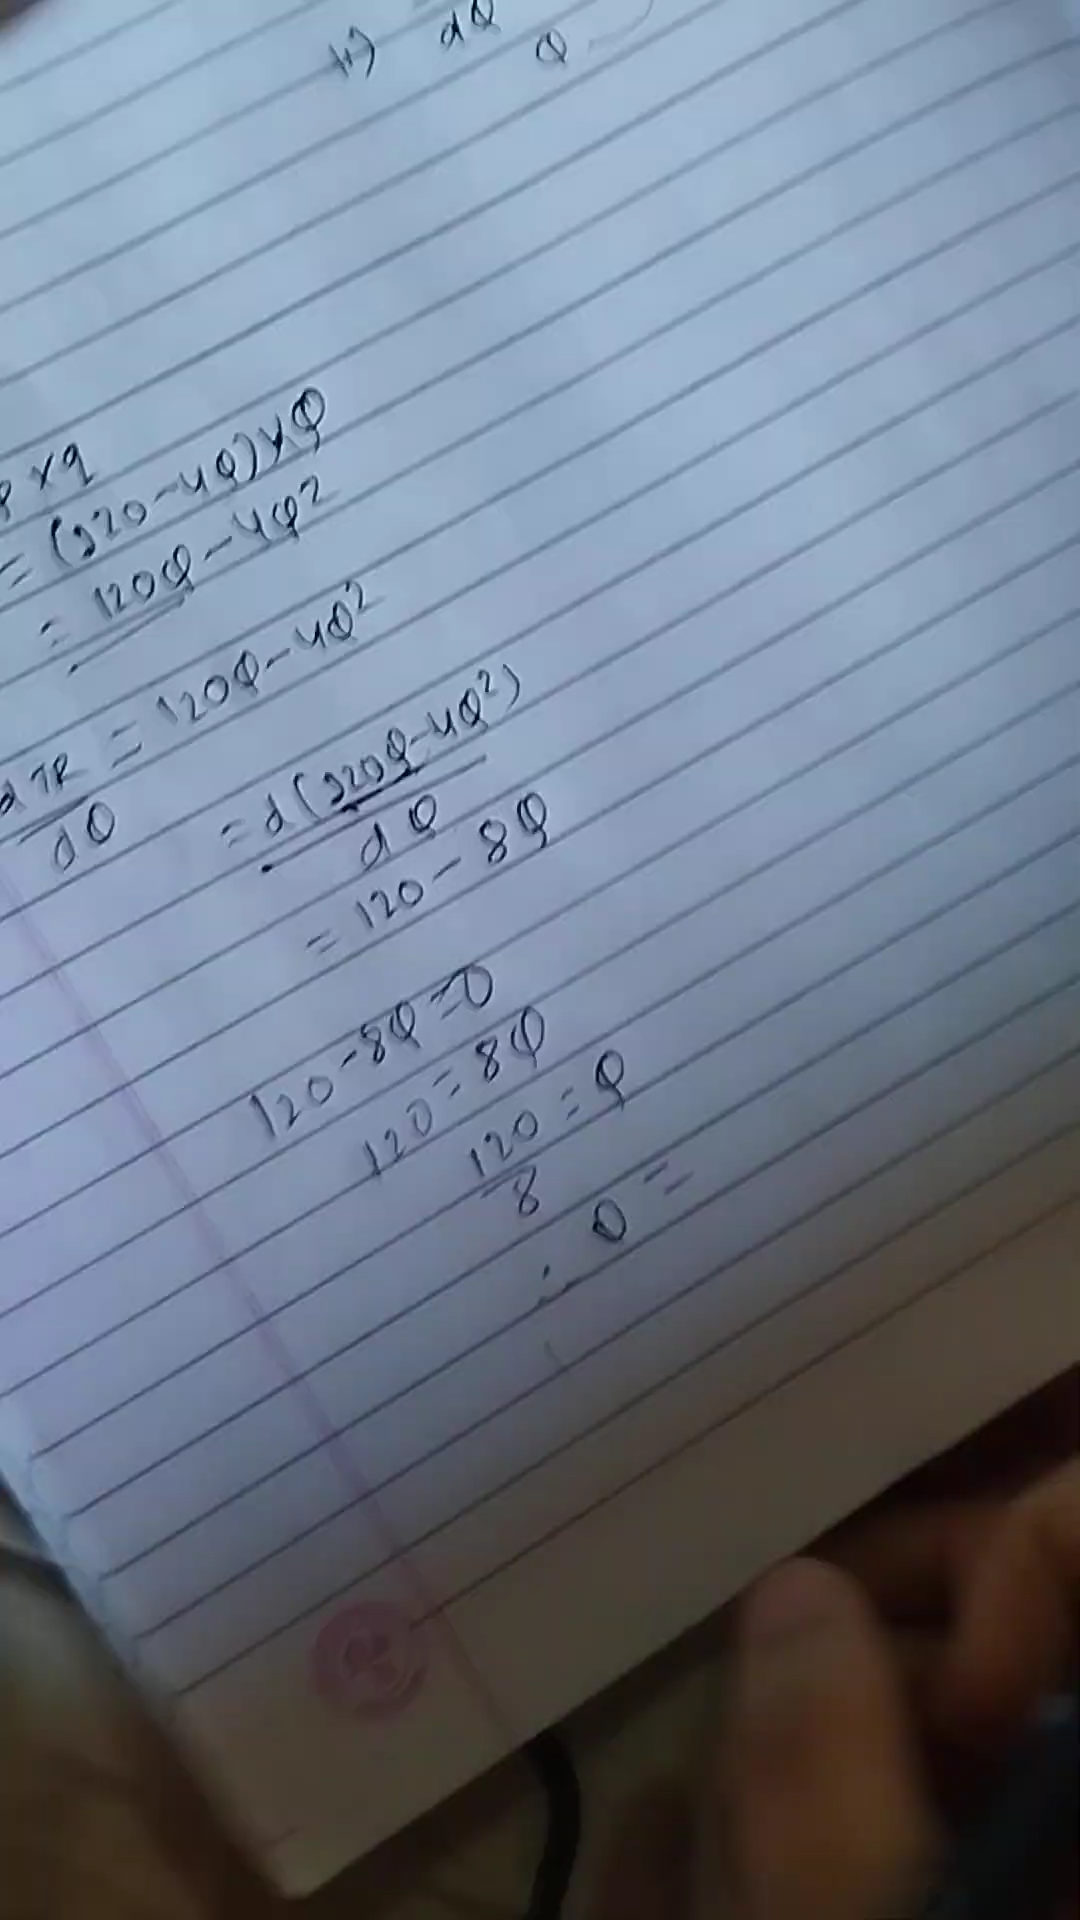 ii) dQ
Q
P x q
= (120-4Q) x Q
= 120Q - 4Q²
dTR = 120Q - 4Q²
dQ
= d(120Q-4Q²)
dQ
= 120 - 8Q
120 - 8Q = 0
120 = 8Q
120 = Q
8
∴ Q =